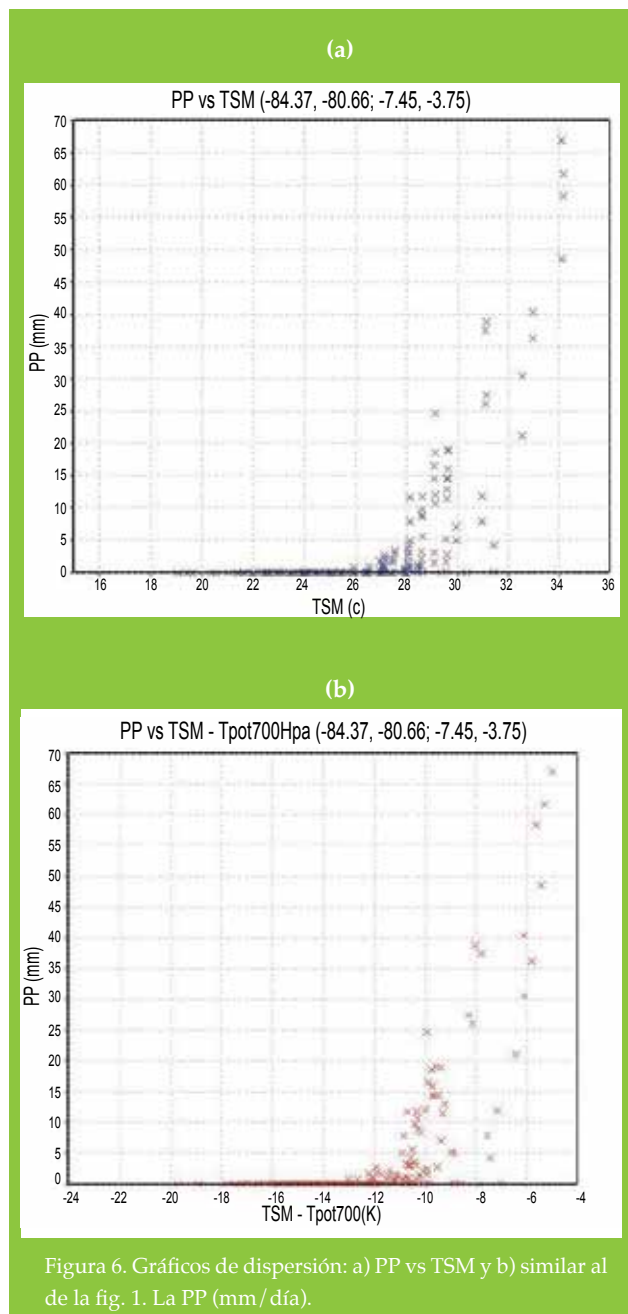 (a)
PP vs TSM (-84.37, -80.66; -7.45, -3.75)
70
65
60
55
50
45
40
35
30
25
20
15
10
5
0
PP (mm)
16 18 20 22 24 26 28 30 32 34 36
TSM (c)
(b)
PP vs TSM - Tpot700Hpa (-84.37, -80.66; -7.45, -3.75)
70
65
60
55
50
45
40
35
30
25
20
15
10
5
0
PP (mm)
-24 -22 -20 -18 -16 -14 -12 -10 -8 -6 -4
TSM - Tpot700(K)
Figura 6. Gráficos de dispersión: a) PP vs TSM y b) similar al
de la fig. 1. La PP (mm/día).